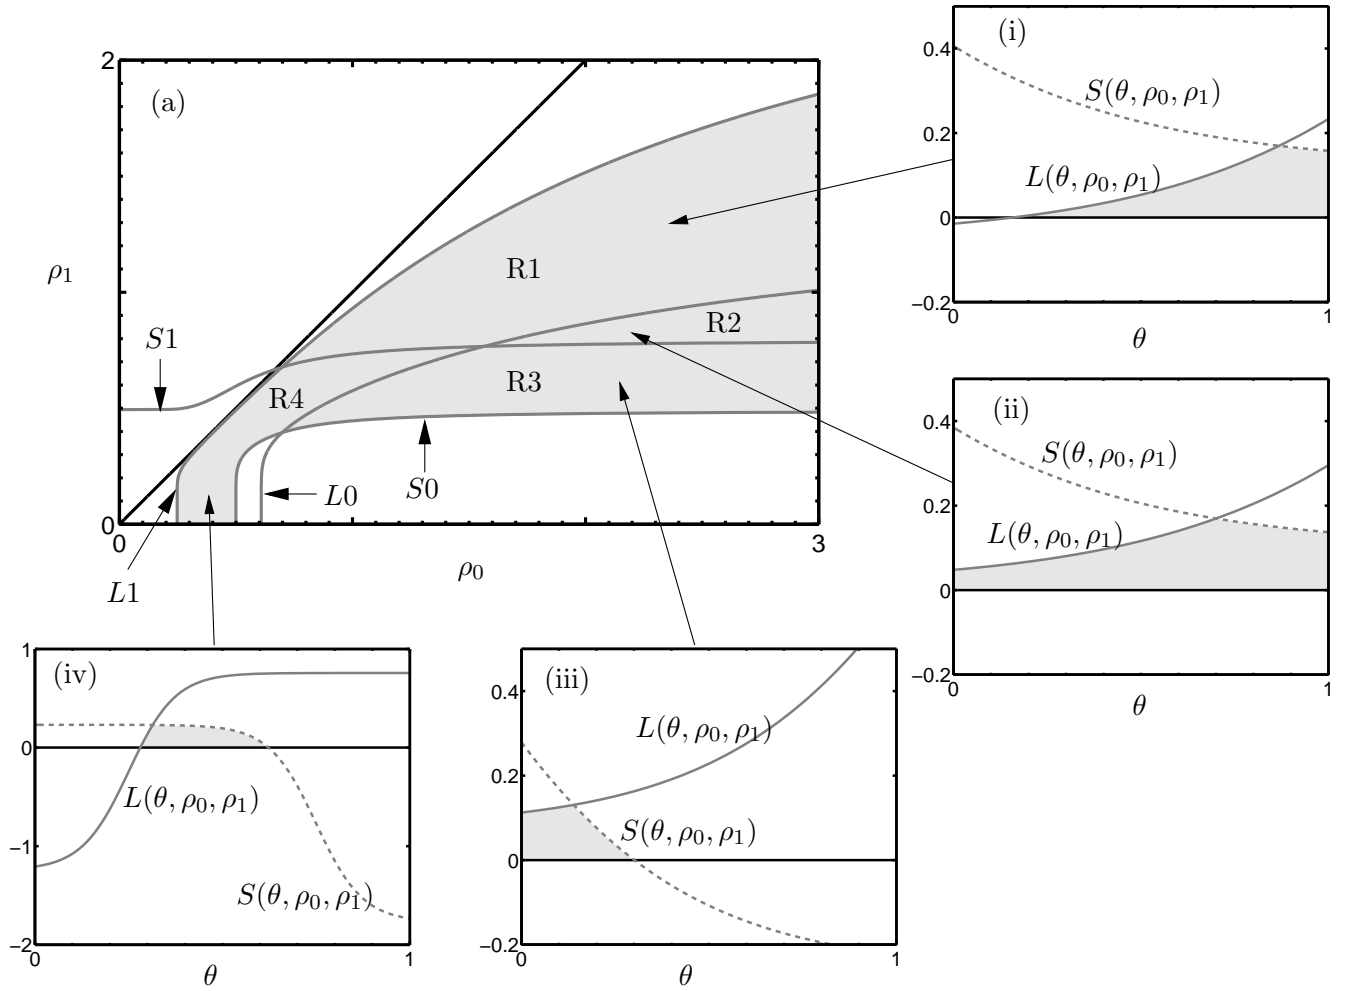 2
(a)
R1
ρ₁
R2
S1
R3
R4
L0
S0
0
0
3
ρ₀
L1
(i)
0.4
S(θ, ρ₀, ρ₁)
0.2
L(θ, ρ₀, ρ₁)
0
−0.2
0
1
θ
(ii)
0.4
S(θ, ρ₀, ρ₁)
0.2
L(θ, ρ₀, ρ₁)
0
−0.2
0
1
θ
1
(iv)
0
L(θ, ρ₀, ρ₁)
−1
S(θ, ρ₀, ρ₁)
−2
0
1
θ
(iii)
0.4
L(θ, ρ₀, ρ₁)
0.2
S(θ, ρ₀, ρ₁)
0
−0.2
0
1
θ